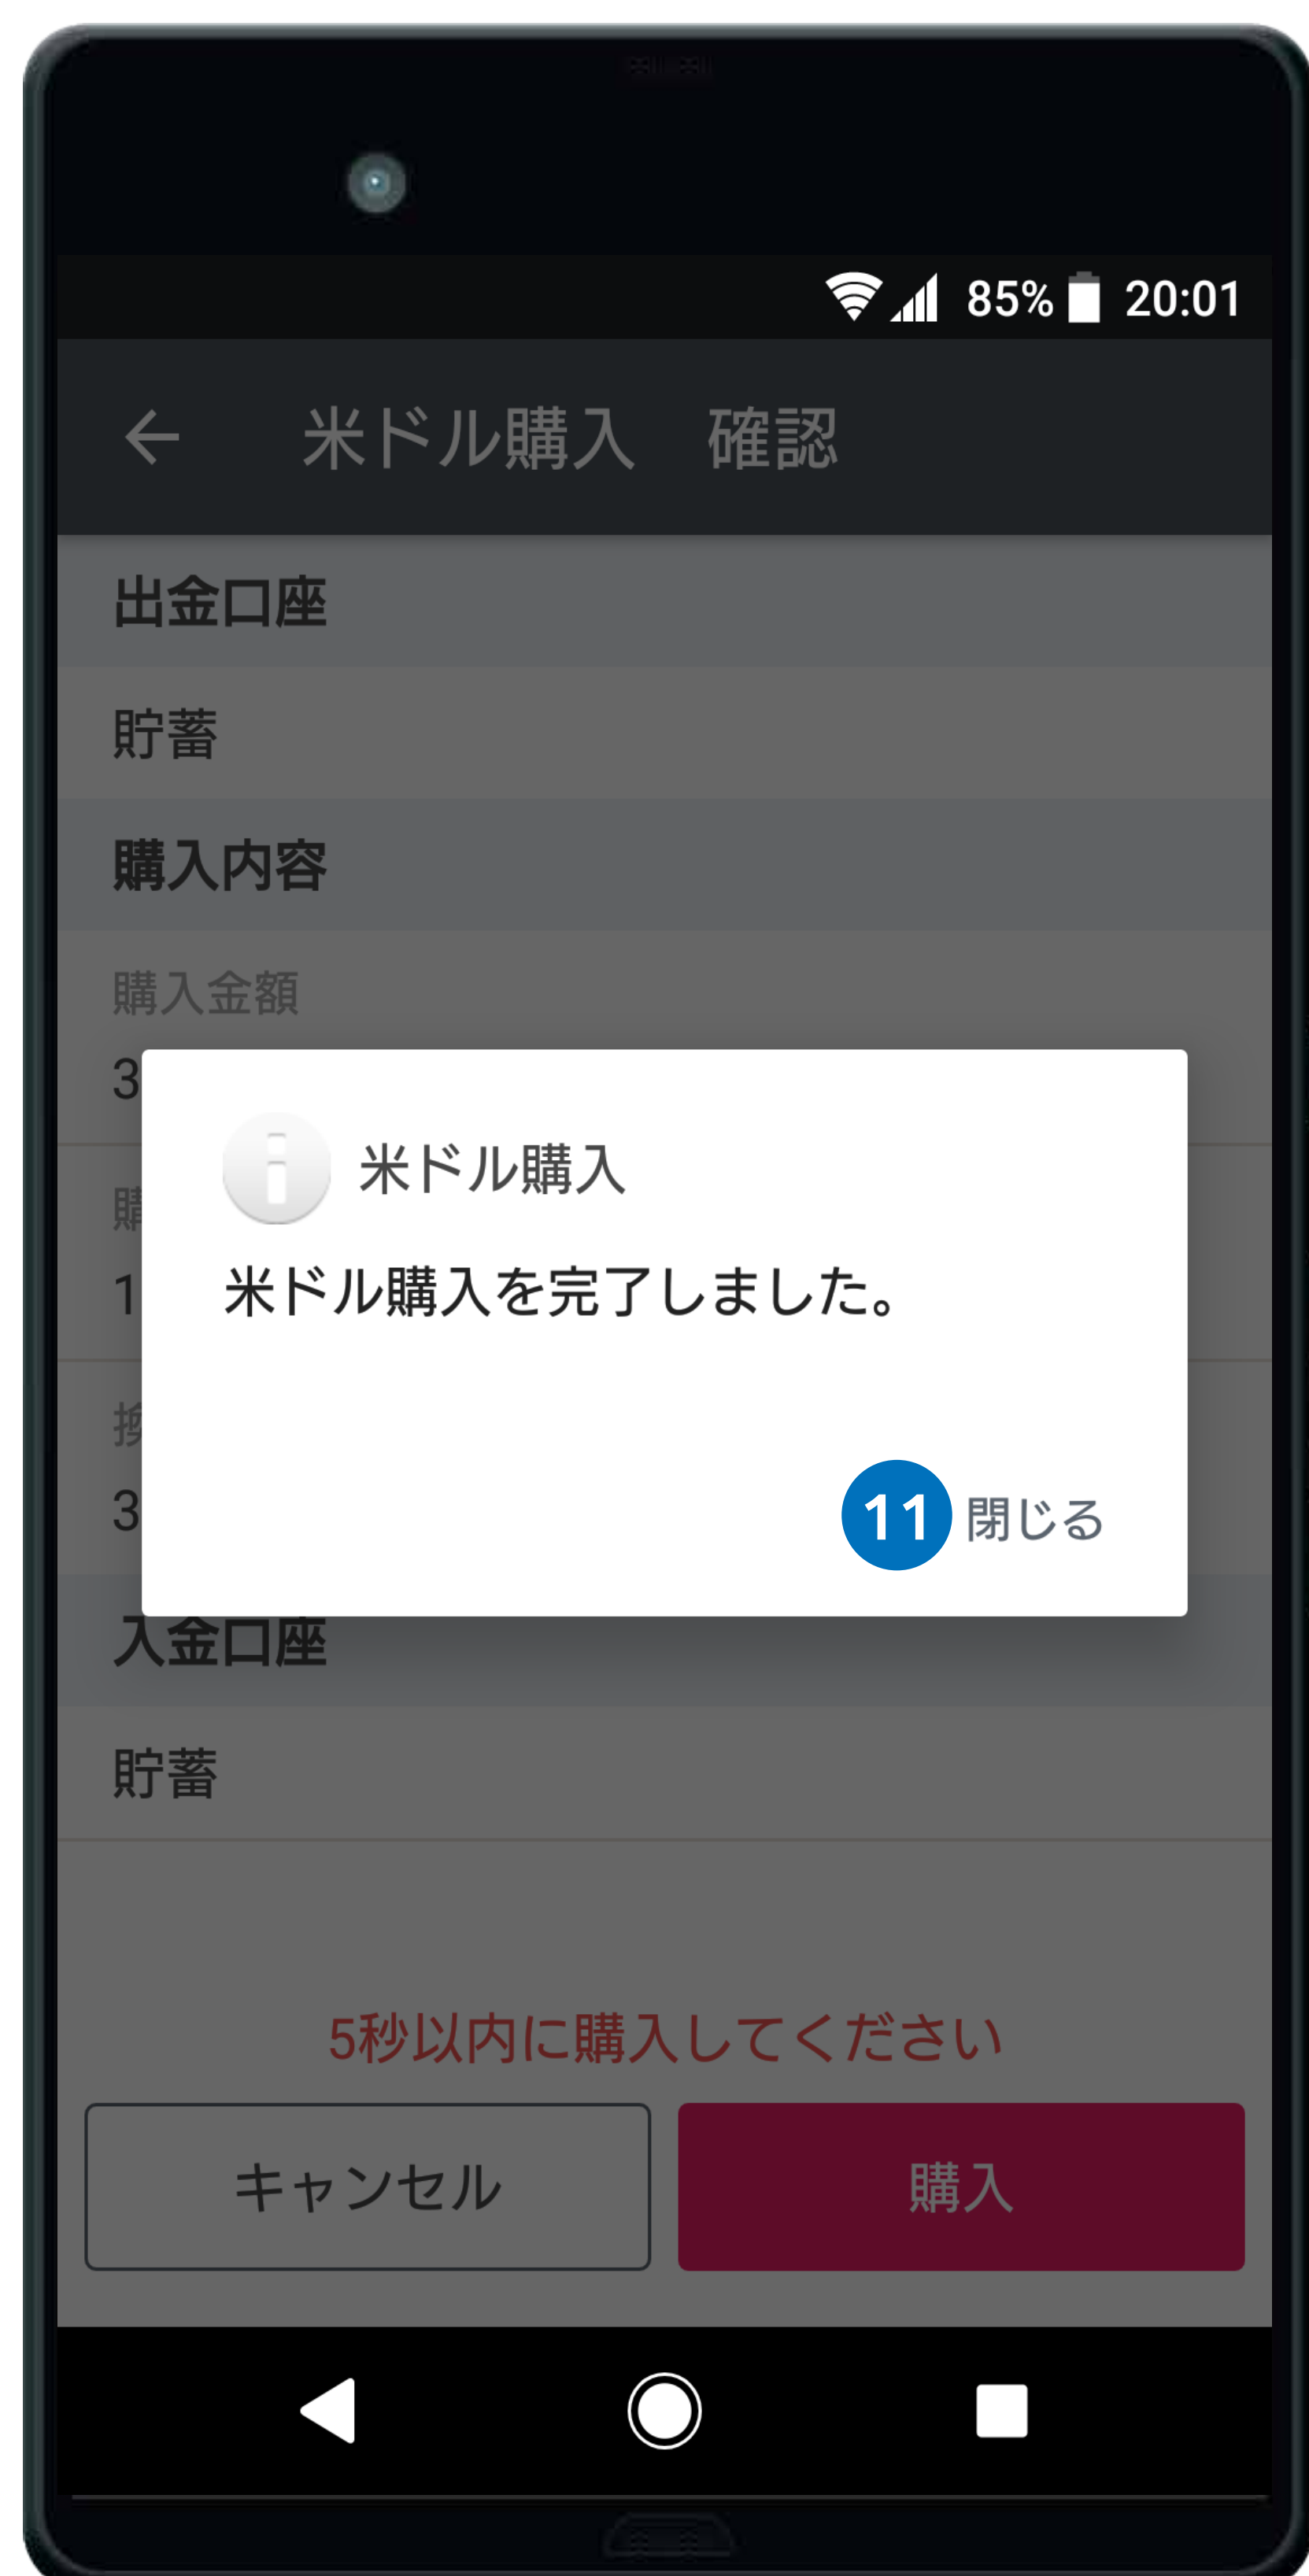 85% 20:01
米ドル購入 確認
出金口座
貯蓄
購入内容
購入金額
3
米ドル購入
購
米ドル購入を完了しました。
1
換
3
11 閉じる
入金口座
貯蓄
5秒以内に購入してください
キャンセル 購入